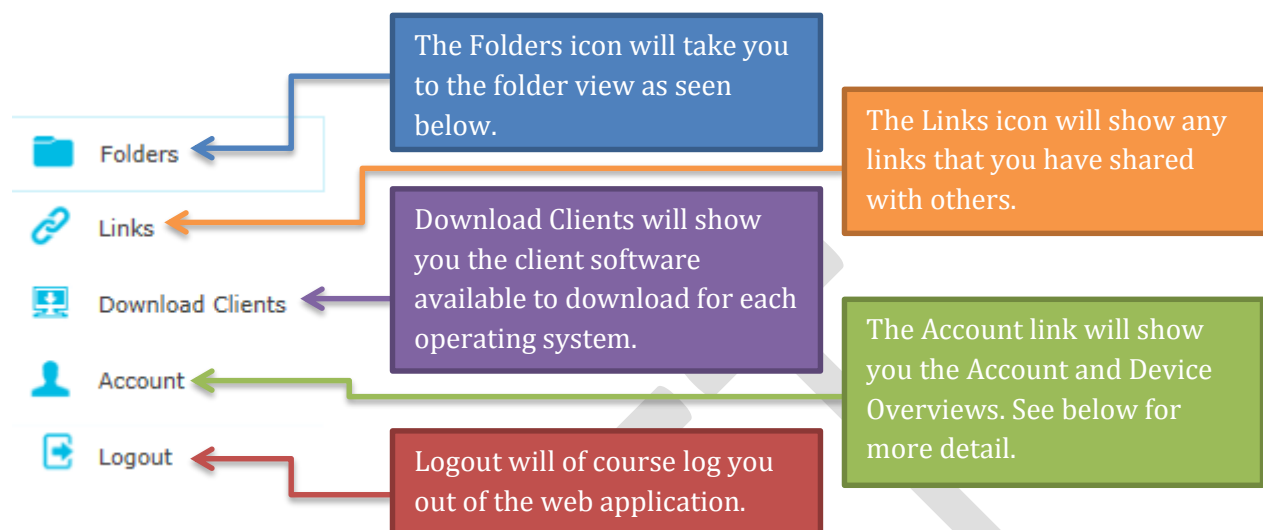 The Folders icon will take you
to the folder view as seen
below.
The Links icon will show any
links that you have shared
with others.
Folders
Links
Download Clients will show
you the client software
available to download for each
operating system.
Download Clients
The Account link will show
you the Account and Device
Overviews. See below for
more detail.
Account
Logout
Logout will of course log you
out of the web application.